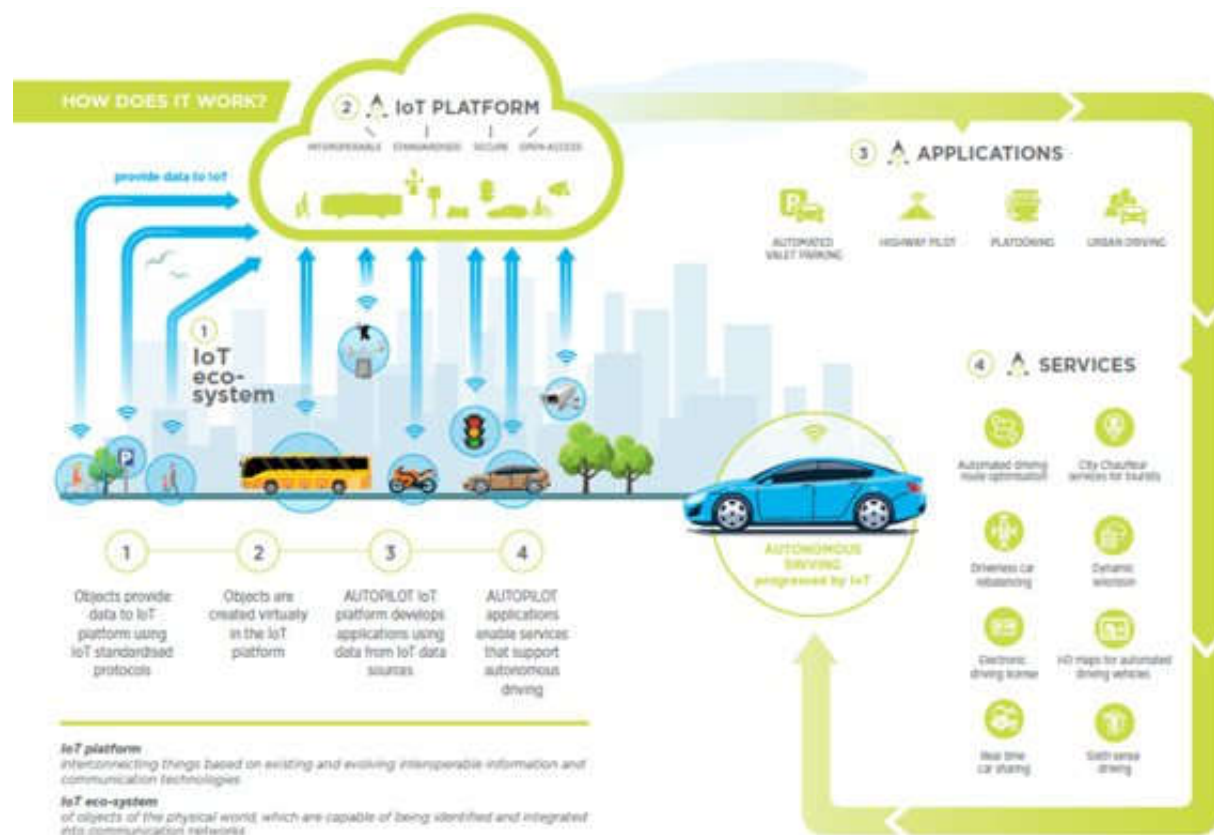 HOW DOES IT WORK?
2 IoT PLATFORM
INTEROPERABLE STANDARDISED SECURE OPEN ACCESS
provide data to IoT
3 APPLICATIONS
AUTOMATED
VALET PARKING
HIGHWAY PILOT
PLATOONING
URBAN DRIVING
1
IoT
eco-
system
P
4 SERVICES
Automated driving
route optimisation
City Chauffeur
services for tourists
Driverless car
rebalancing
Dynamic
Electronic
driving license
HD maps for automated
driving vehicles
Real time
car sharing
Sixth sense
driving
AUTONOMOUS
DRIVING
progressed by IoT
1
Objects provide
data to IoT
platform using
IoT standardised
protocols
2
Objects are
created virtually
in the IoT
platform
3
AUTOPILOT IoT
platform develops
applications using
data from IoT data
sources
4
AUTOPILOT
applications
enable services
that support
autonomous
driving
IoT platform
Interconnecting things based on existing and evolving interoperable information and
communication technologies
IoT eco-system
of objects of the physical world, which are capable of being identified and integrated
into communication networks